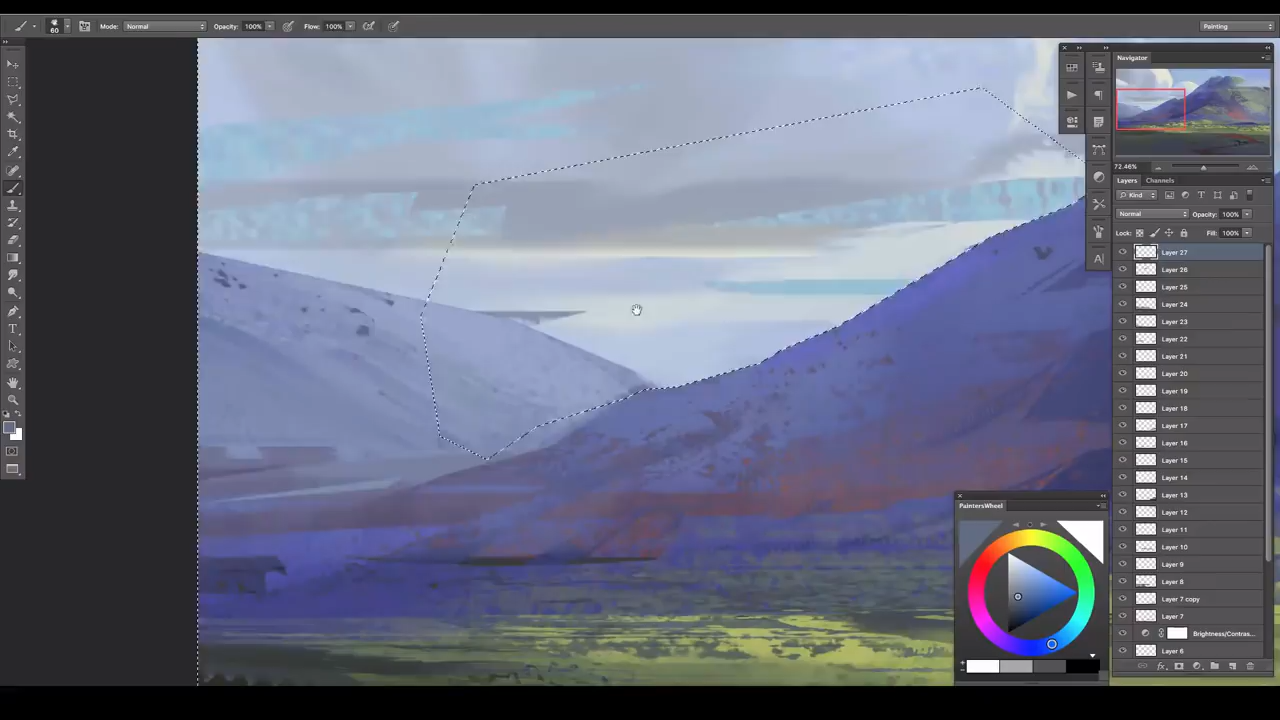 60
Mode: Normal
Opacity: 100%
Flow: 100%
Painting
Navigator
72.46%
Layers
Channels
Kind
Normal
Opacity: 100%
Lock:
Fill: 100%
Layer 27
Layer 26
Layer 25
Layer 24
Layer 23
Layer 22
Layer 21
Layer 20
Layer 19
Layer 18
Layer 17
Layer 16
Layer 15
Layer 14
Layer 13
Layer 12
Layer 11
Layer 10
Layer 9
Layer 8
Layer 7 copy
Layer 7
Brightness/Contras...
Layer 6
PaintersWheel